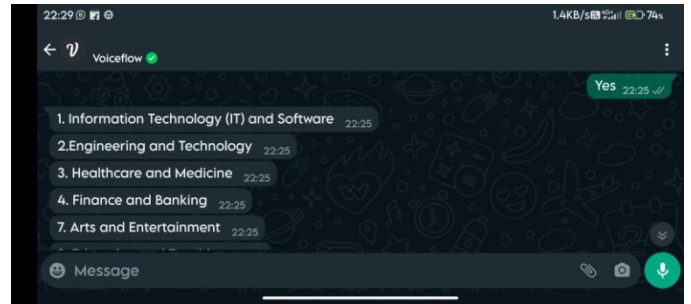 22:29
1.4KB/s 74%
Voiceflow
Yes 22:25
1. Information Technology (IT) and Software 22:25
2.Engineering and Technology 22:25
3. Healthcare and Medicine 22:25
4. Finance and Banking 22:25
7. Arts and Entertainment 22:25
Message